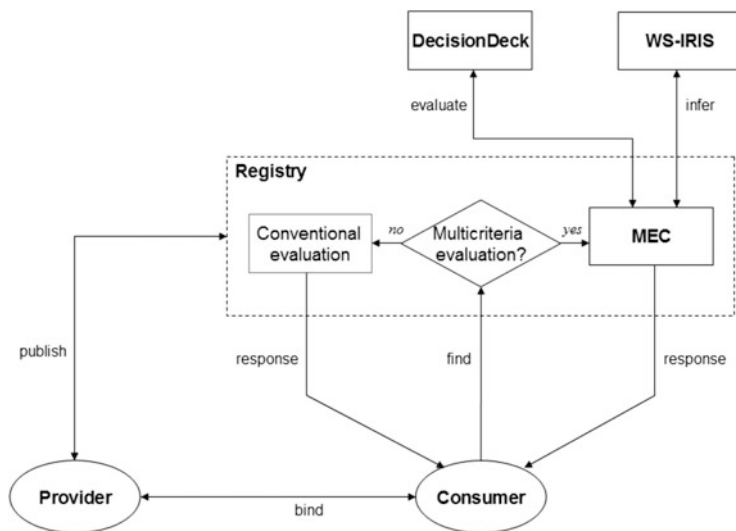 DecisionDeck
WS-IRIS
evaluate
infer
Registry
Conventional
evaluation
no
Multicriteria
evaluation?
yes
MEC
publish
response
find
response
Provider
bind
Consumer